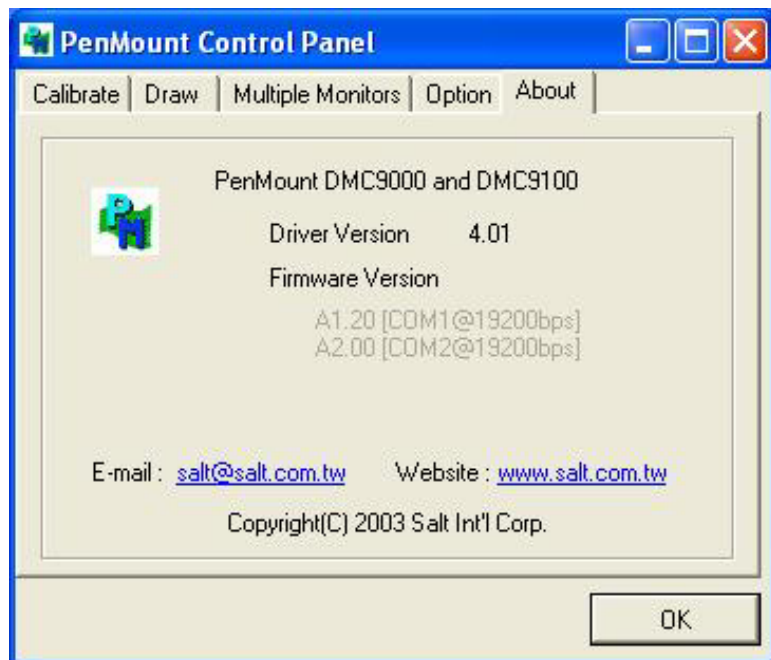 PenMount Control Panel
Calibrate Draw Multiple Monitors Option About
PM
PenMount DMC9000 and DMC9100
Driver Version 4.01
Firmware Version
A1.20 [COM1@19200bps]
A2.00 [COM2@19200bps]
E-mail : salt@salt.com.tw Website : www.salt.com.tw
Copyright(C) 2003 Salt Int'l Corp.
OK